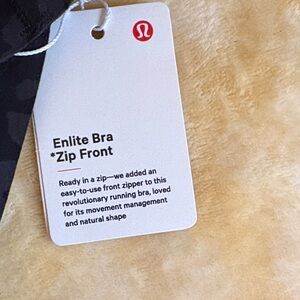 Enlite Bra
*Zip Front
Ready in a zip—we added an
easy-to-use front zipper to this
revolutionary running bra, loved
for its movement management
and natural shape